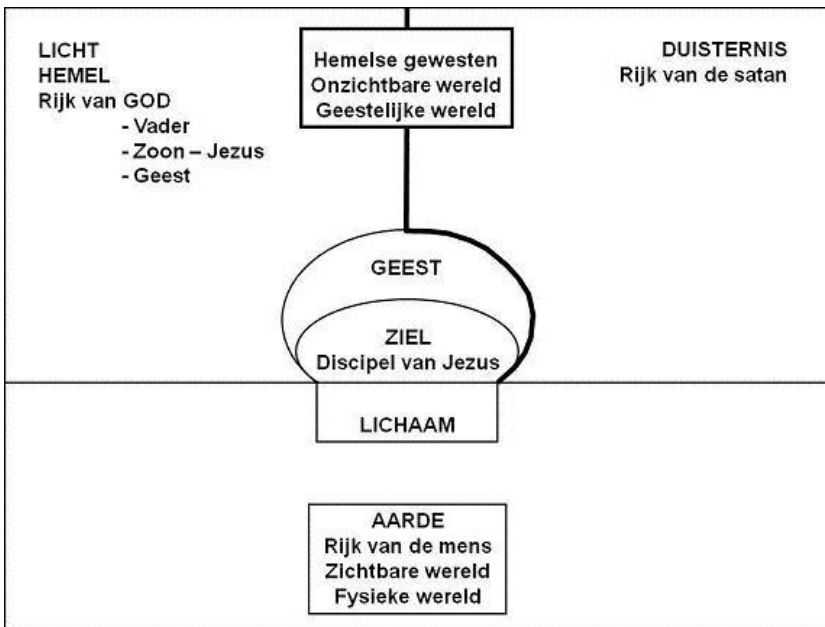 LICHT
HEMEL
Rijk van GOD
- Vader
- Zoon – Jezus
- Geest
Hemelse gewesten
Onzichtbare wereld
Geestelijke wereld
DUISTERNIS
Rijk van de satan
GEEST
ZIEL
Discipel van Jezus
LICHAAM
AARDE
Rijk van de mens
Zichtbare wereld
Fysieke wereld